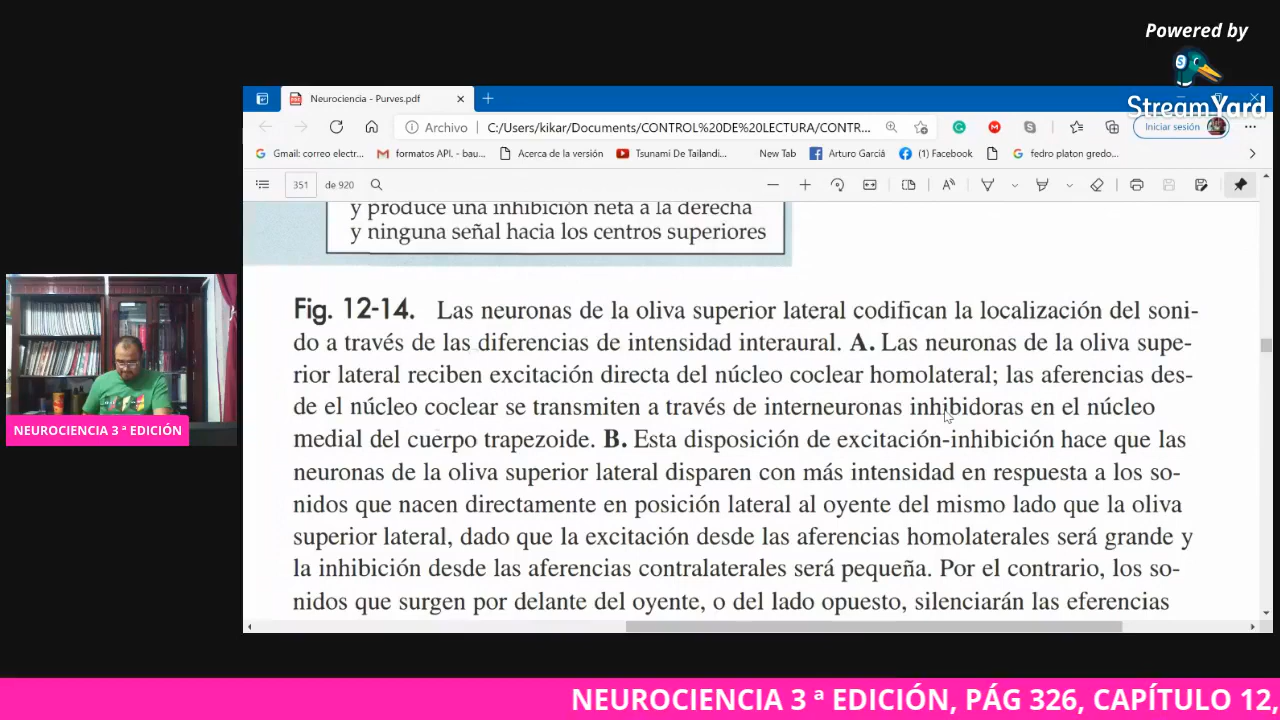 Powered by
StreamYard
Neurociencia - Purves.pdf
Archivo
C:/Users/kikar/Documents/CONTROL%20DE%20LECTURA/CONTR...
Iniciar sesión
Gmail: correo electr...
formatos API. - bau...
Acerca de la versión
Tsunami De Tailandi...
New Tab
Arturo Garciá
(1) Facebook
fedro platon gredo...
351
de 920
y produce una inhibición neta a la derecha
y ninguna señal hacia los centros superiores
Fig. 12-14. Las neuronas de la oliva superior lateral codifican la localización del soni-
do a través de las diferencias de intensidad interaural. A. Las neuronas de la oliva supe-
rior lateral reciben excitación directa del núcleo coclear homolateral; las aferencias des-
de el núcleo coclear se transmiten a través de interneuronas inhibidoras en el núcleo
medial del cuerpo trapezoide. B. Esta disposición de excitación-inhibición hace que las
neuronas de la oliva superior lateral disparen con más intensidad en respuesta a los so-
nidos que nacen directamente en posición lateral al oyente del mismo lado que la oliva
superior lateral, dado que la excitación desde las aferencias homolaterales será grande y
la inhibición desde las aferencias contralaterales será pequeña. Por el contrario, los so-
nidos que surgen por delante del oyente, o del lado opuesto, silenciarán las eferencias
NEUROCIENCIA 3 ª EDICIÓN
NEUROCIENCIA 3 ª EDICIÓN, PÁG 326, CAPÍTULO 12,